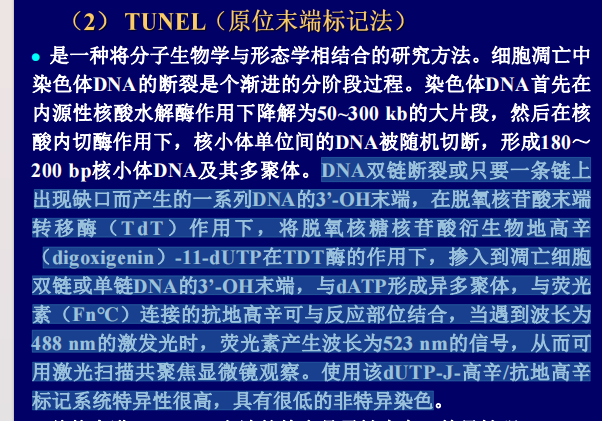 （2） TUNEL（原位末端标记法）
• 是一种将分子生物学与形态学相结合的研究方法。细胞凋亡中
染色体DNA的断裂是个渐进的分阶段过程。染色体DNA首先在
内源性核酸水解酶作用下降解为50~300 kb的大片段，然后在核
酸内切酶作用下，核小体单位间的DNA被随机切断，形成180～
200 bp核小体DNA及其多聚体。DNA双链断裂或只要一条链上
出现缺口而产生的一系列DNA的3’-OH末端，在脱氧核苷酸末端
转移酶（TdT）作用下，将脱氧核糖核苷酸衍生物地高辛
（digoxigenin）-11-dUTP在TDT酶的作用下，掺入到凋亡细胞
双链或单链DNA的3’-OH末端，与dATP形成异多聚体，与荧光
素（Fn℃）连接的抗地高辛可与反应部位结合，当遇到波长为
488 nm的激发光时，荧光素产生波长为523 nm的信号，从而可
用激光扫描共聚焦显微镜观察。使用该dUTP-J-高辛/抗地高辛
标记系统特异性很高，具有很低的非特异染色。